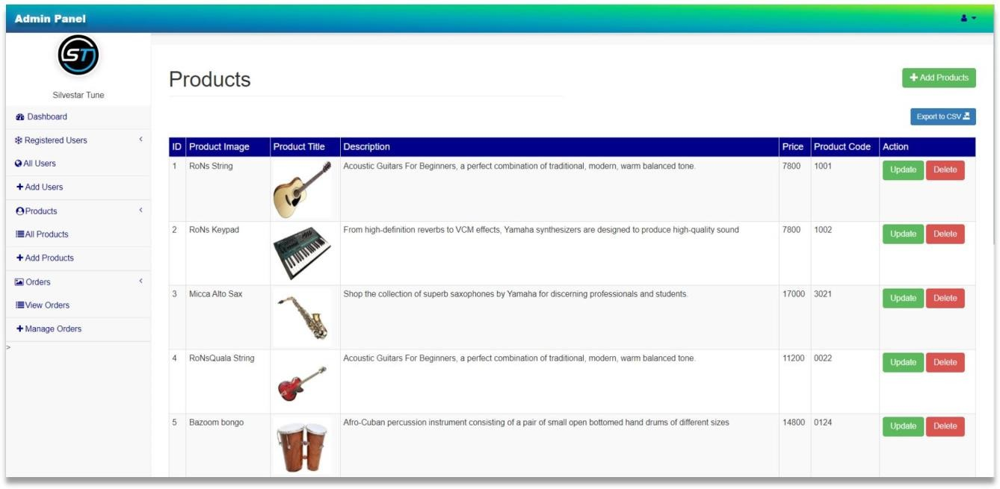 Admin Panel
ST
Silvestar Tune
Dashboard
Registered Users
All Users
Add Users
Products
All Products
Add Products
Orders
View Orders
Manage Orders
>
Products
Add Products
Export to CSV
ID Product Image Product Title Description Price Product Code Action
1 RoNs String Acoustic Guitars For Beginners, a perfect combination of traditional, modern, warm balanced tone. 7800 1001 Update Delete
2 RoNs Keypad From high-definition reverbs to VCM effects, Yamaha synthesizers are designed to produce high-quality sound 7800 1002 Update Delete
3 Micca Alto Sax Shop the collection of superb saxophones by Yamaha for discerning professionals and students. 17000 3021 Update Delete
4 RoNsQuala String Acoustic Guitars For Beginners, a perfect combination of traditional, modern, warm balanced tone. 11200 0022 Update Delete
5 Bazoom bongo Afro-Cuban percussion instrument consisting of a pair of small open bottomed hand drums of different sizes 14800 0124 Update Delete